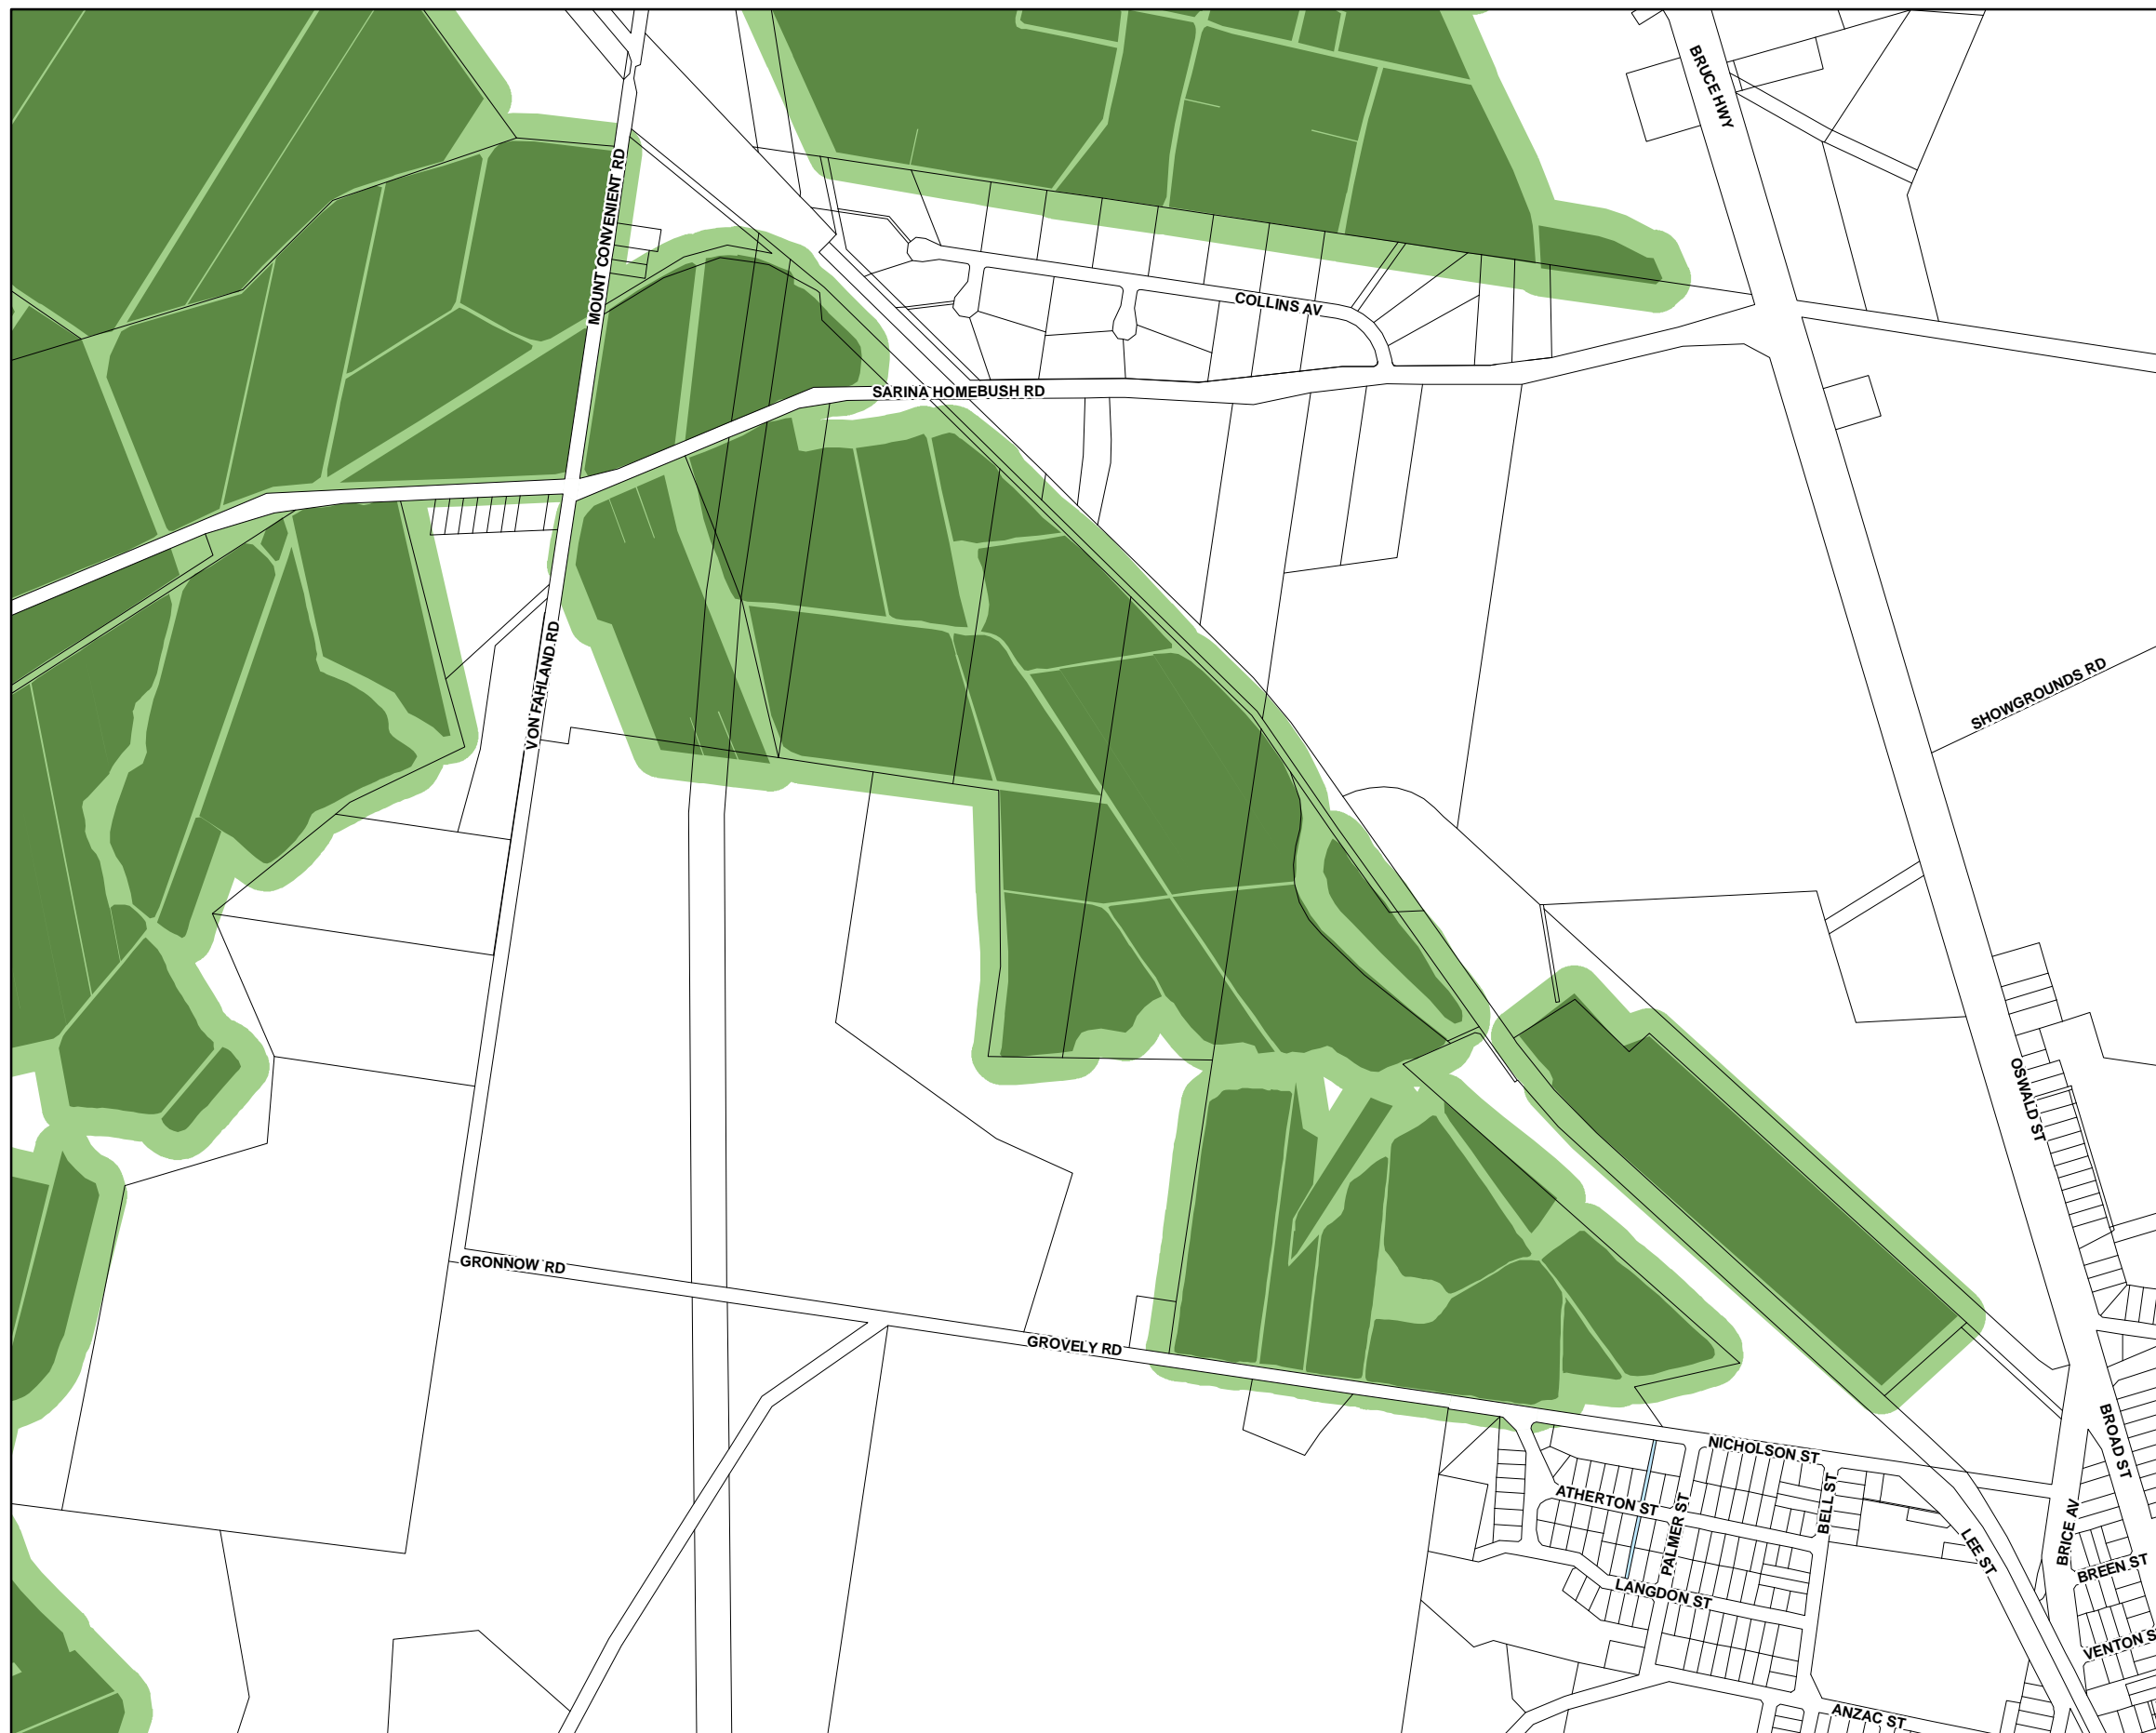 BRUCE HWY
MOUNT CONVENIENT RD
COLLINS AV
SARINA HOMEBUSH RD
VON FAHLAND RD
SHOWGROUNDS RD
OSWALD ST
GRONNOW RD
GROVELY RD
BROAD ST
NICHOLSON ST
ATHERTON ST
PALMER ST
BELL ST
LEE ST
BRICE AV
BREEN ST
LANGDON ST
VENTON S
ANZAC ST